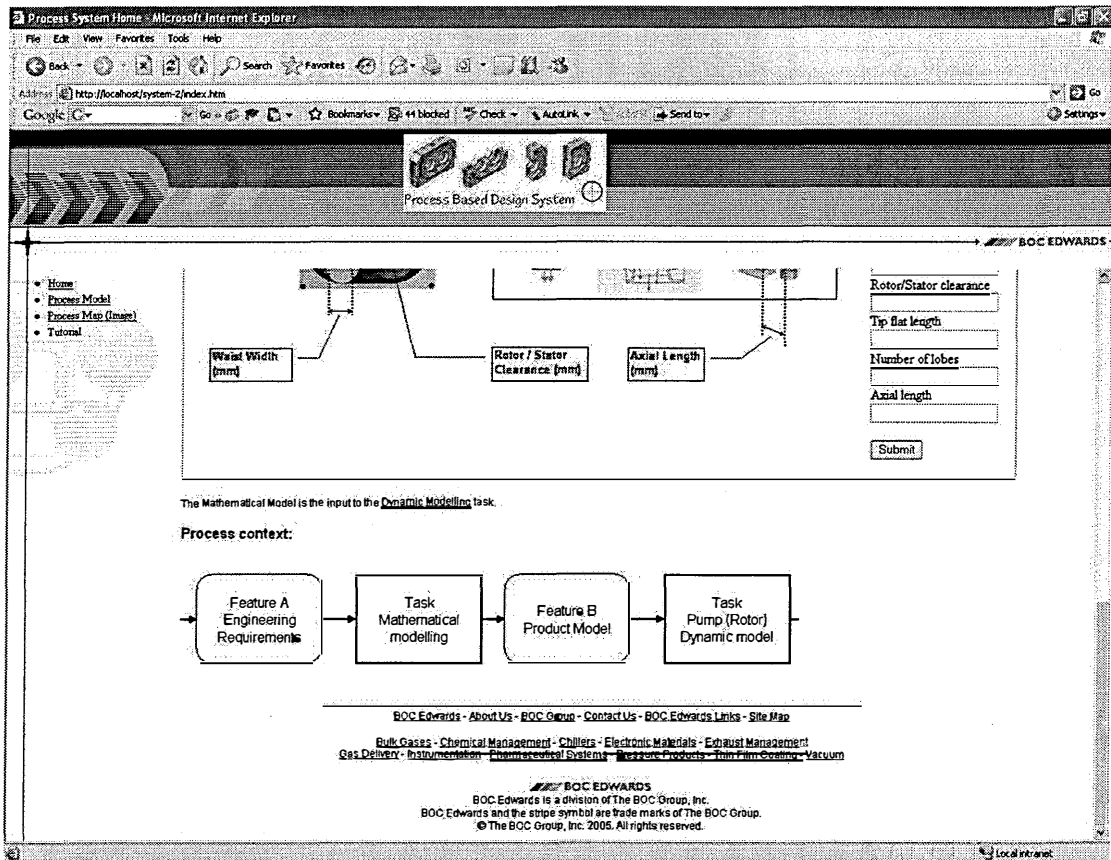 Process System Home - Microsoft Internet Explorer
File Edit View Favorites Tools Help
Back Search Favorites
Address http://localhost/system-2/index.htm Go
Google G Go Bookmarks 44 blocked Check AutoLink Send to Settings
Process Based Design System
BOC EDWARDS
Home
Process Model
Process Map (Image)
Tutorial
Waist Width
(mm)
Rotor / Stator
Clearance (mm)
Axial Length
(mm)
Rotor/Stator clearance
Tip flat length
Number of lobes
Axial length
Submit
The Mathematical Model is the input to the Dynamic Modelling task.
Process context:
Feature A
Engineering
Requirements
Task
Mathematical
modelling
Feature B
Product Model
Task
Pump (Rotor)
Dynamic model
BOC Edwards - About Us - BOC Group - Contact Us - BOC Edwards Links - Site Map
Bulk Gases - Chemical Management - Chillers - Electronic Materials - Exhaust Management
Gas Delivery - Instrumentation - Pharmaceutical Systems - Pressure Products - Thin Film Coating - Vacuum
BOC EDWARDS
BOC Edwards is a division of The BOC Group, Inc.
BOC Edwards and the stripe symbol are trade marks of The BOC Group.
© The BOC Group, Inc. 2005. All rights reserved.
Local intranet